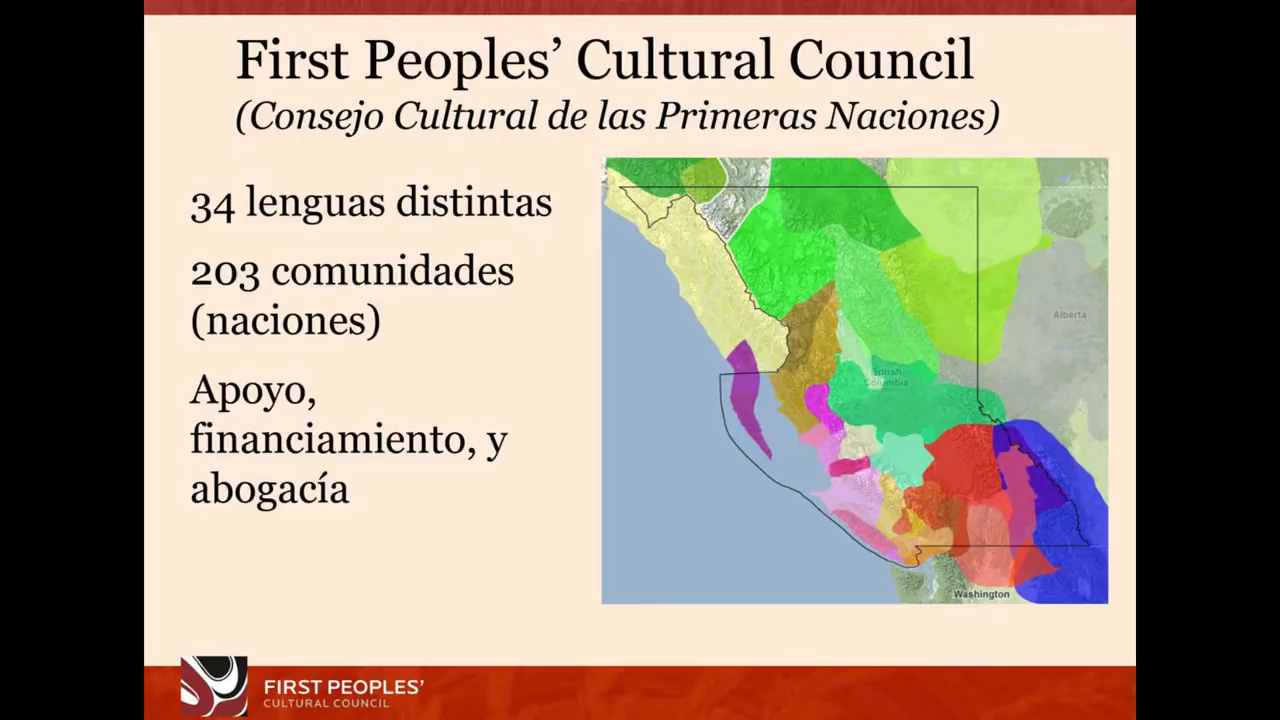 First Peoples’ Cultural Council
(Consejo Cultural de las Primeras Naciones)
34 lenguas distintas
203 comunidades
(naciones)
Apoyo,
financiamiento, y
abogacía
Alberta
British
Columbia
Washington
FIRST PEOPLES’
CULTURAL COUNCIL